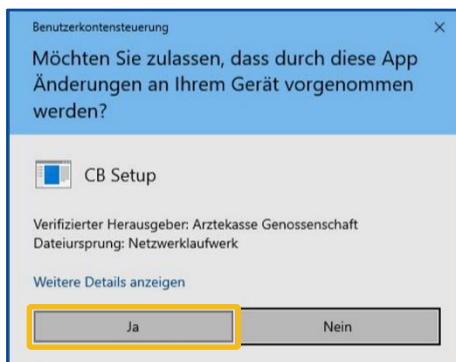 Benutzerkontensteuerung
Möchten Sie zulassen, dass durch diese App
Änderungen an Ihrem Gerät vorgenommen
werden?
CB Setup
Verifizierter Herausgeber: Arztekasse Genossenschaft
Dateiursprung: Netzwerklaufwerk
Weitere Details anzeigen
Ja
Nein